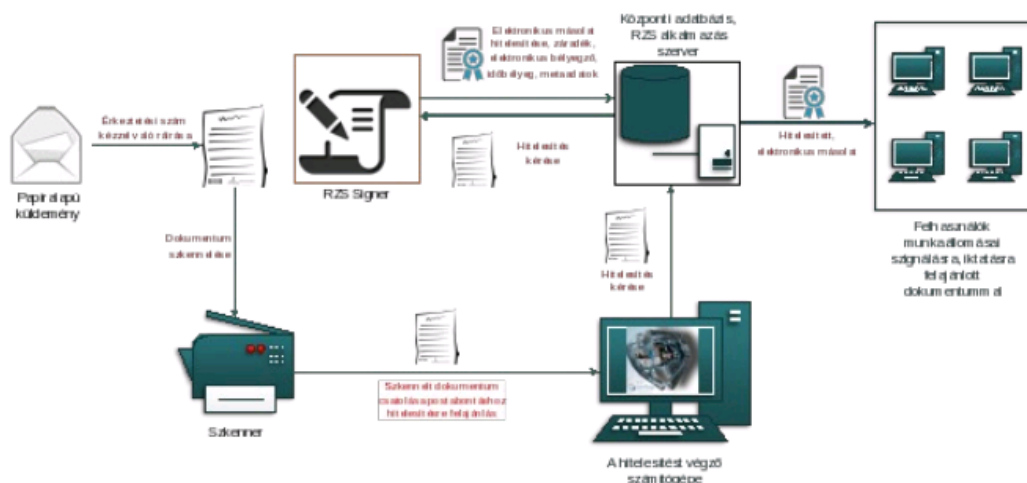 Papíralapú
küldemény
Érkeztetési szám
kézzel való ráírása
Dokumentum
szkennelése
Szkenner
Szkennelt dokumentum
csatolása postabontáshoz
hitelesítésre felajánlás
A hitelesítést végző
számítógépe
Hitelesítés
kérése
RZS Signer
Hitelesítés
kérése
Elektronikus másolat
hitelesítése, záradék,
elektronikus bélyegző,
időbélyeg, metaadatok
Központi adatbázis,
RZS alkalmazás
szerver
Hitelesített,
elektronikus másolat
Felhasználók
munkaállomásai
szignálásra, iktatásra
felajánlott
dokumentummal